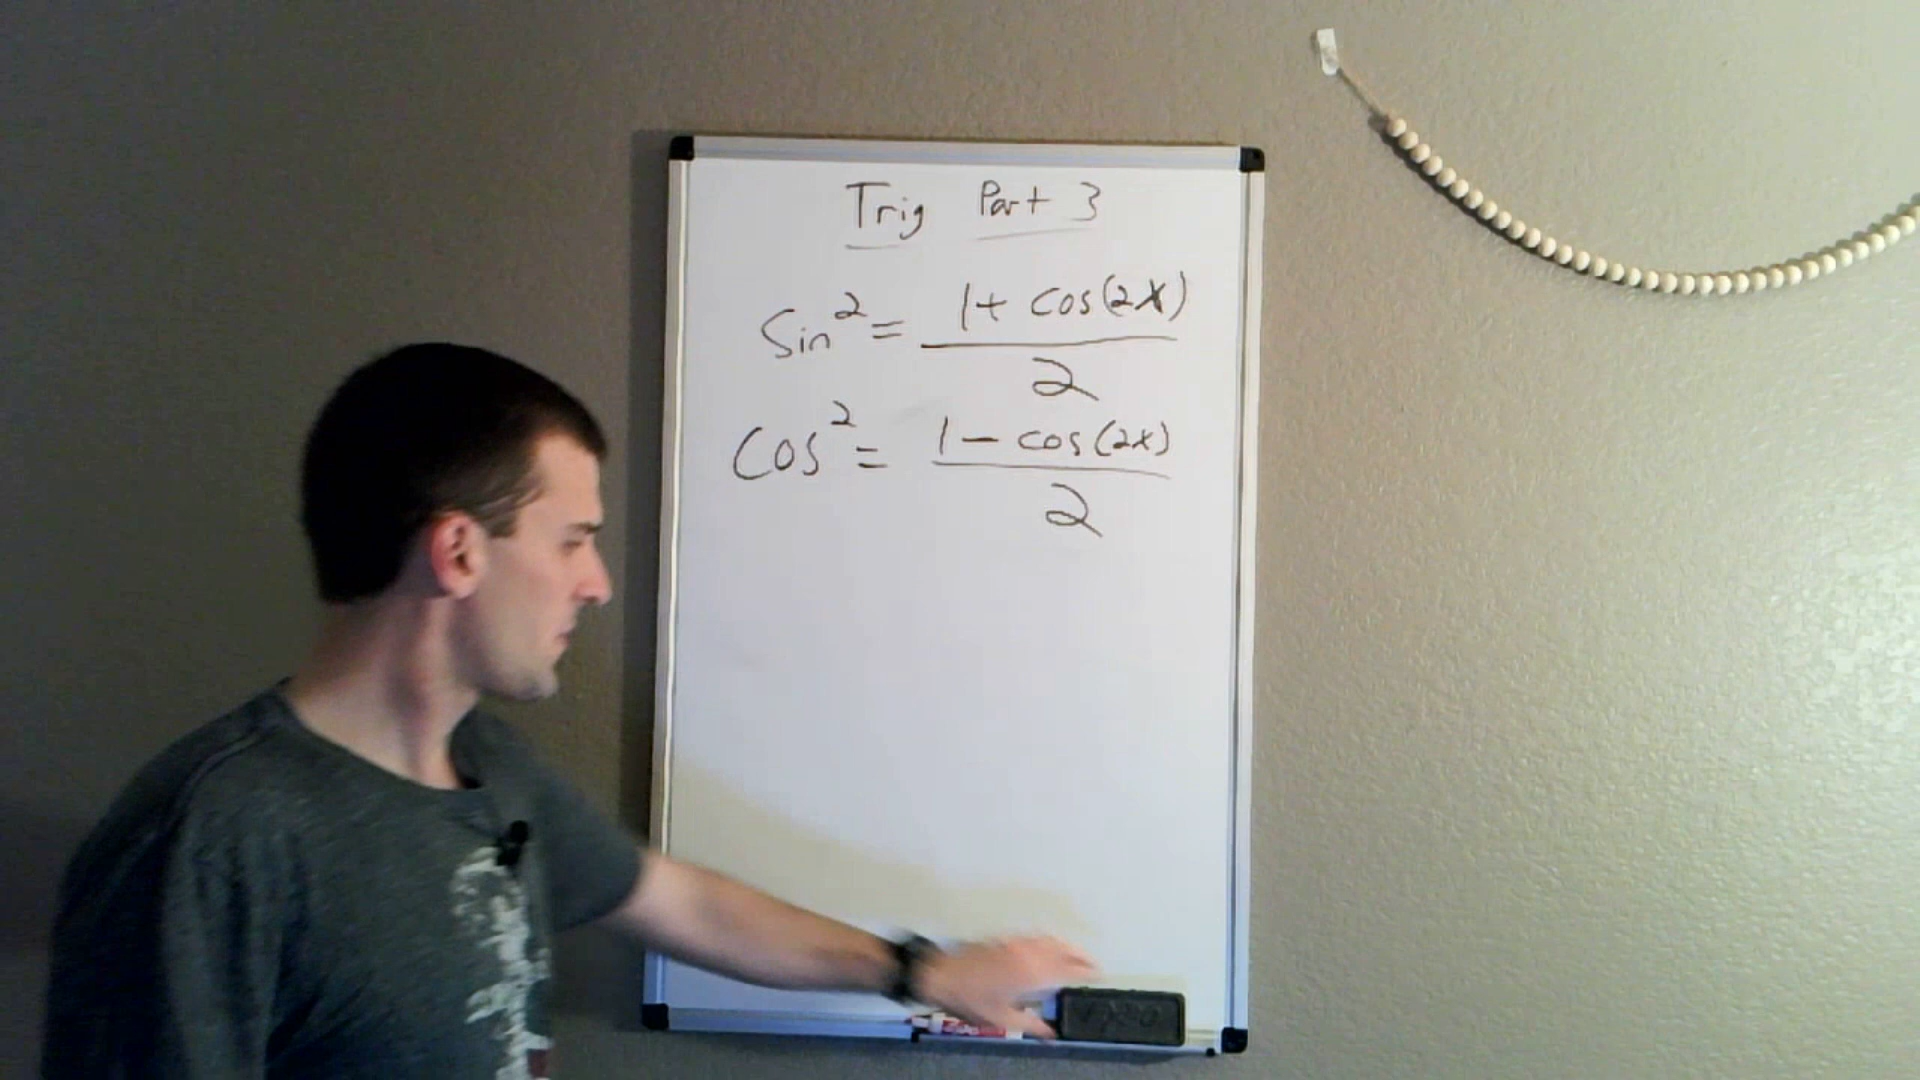 Trig Part 3
Sin² = 1 + cos(2x) / 2
Cos² = 1 - cos(2x) / 2